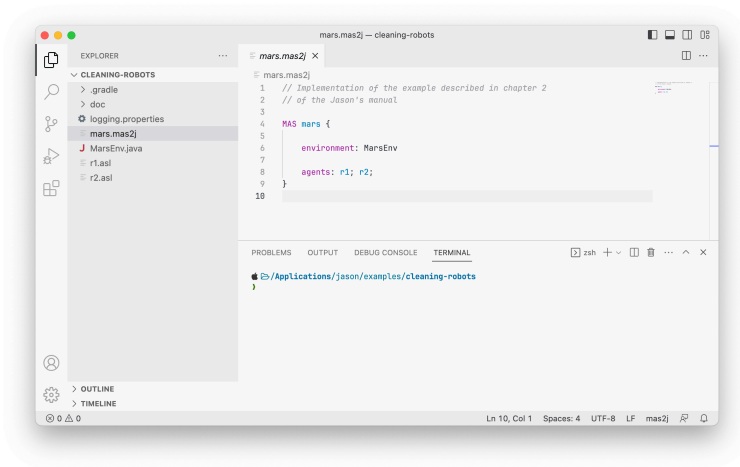 mars.mas2j — cleaning-robots
EXPLORER
CLEANING-ROBOTS
.gradle
doc
logging.properties
mars.mas2j
J MarsEnv.java
r1.asl
r2.asl
OUTLINE
TIMELINE
mars.mas2j
mars.mas2j
1 // Implementation of the example described in chapter 2
2 // of the Jason's manual
3
4 MAS mars {
5
6 environment: MarsEnv
7
8 agents: r1; r2;
9 }
10
PROBLEMS OUTPUT DEBUG CONSOLE TERMINAL zsh
/Applications/jason/examples/cleaning-robots
❯
0 0 Ln 10, Col 1 Spaces: 4 UTF-8 LF mas2j